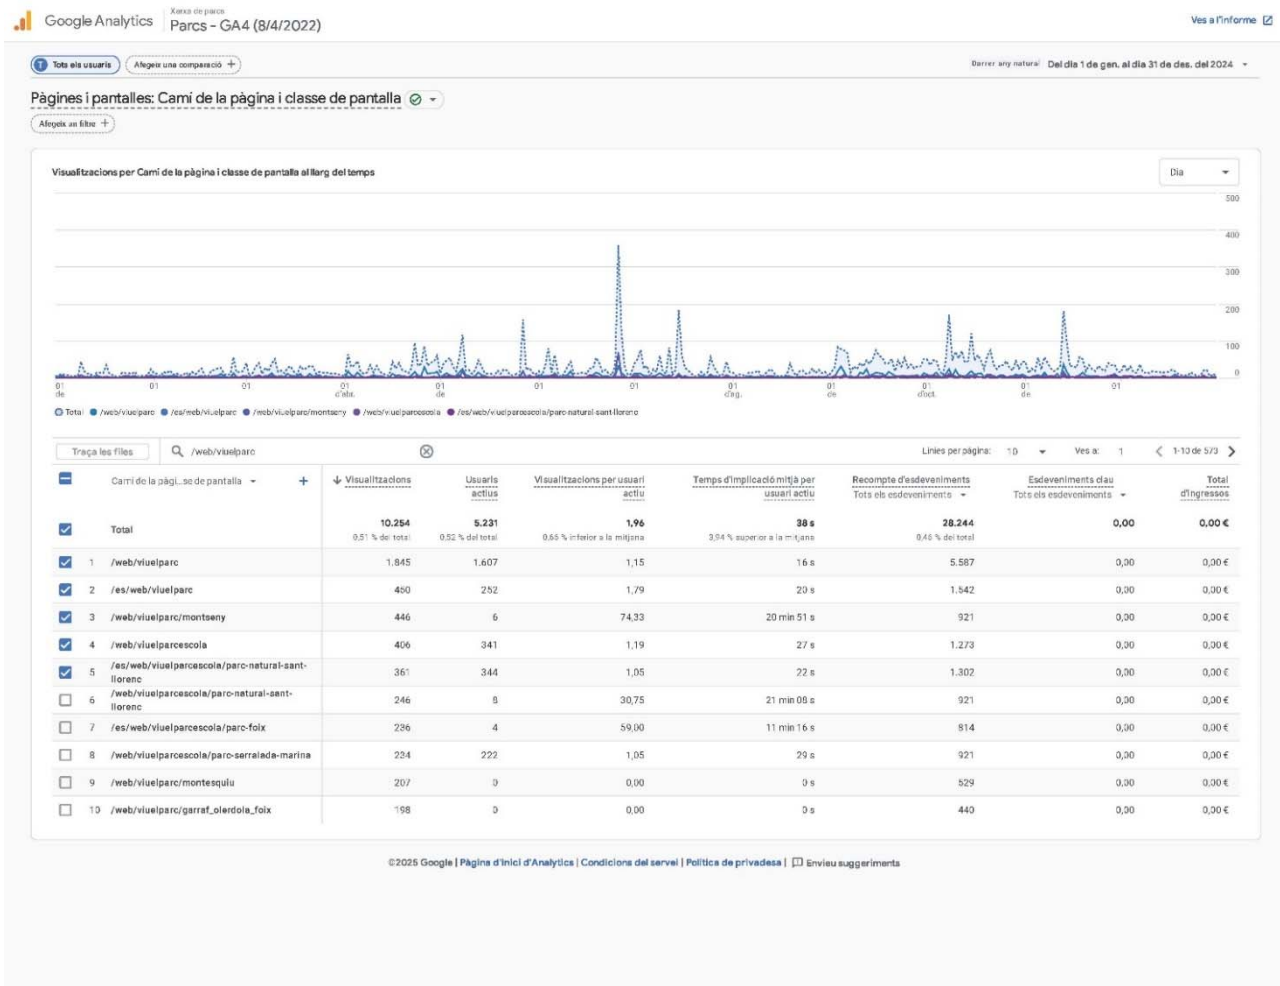 Google Analytics
Xarxa de parcs
Parcs - GA4 (8/4/2022)
Ves a l'informe
T Tots els usuaris
Afegeix una comparació +
Darrer any natural Del dia 1 de gen. al dia 31 de des. del 2024
Pàgines i pantalles: Camí de la pàgina i classe de pantalla
Afegeix un filtre +
Visualitzacions per Camí de la pàgina i classe de pantalla al llarg del temps
Dia
500
400
300
200
100
0
01 01 01 01 01 01 01 01 01 01 01 01
de d'abr. de d'ag. de d'oct. de
Total /web/viuelparc /es/web/viuelparc /web/viuelparc/montseny /web/viuelparcescola /es/web/viuelparcescola/parc-natural-sant-llorenc
Traça les files /web/viuelparc Línies per pàgina: 10 Ves a: 1 1-10 de 573
Camí de la pàgi...se de pantalla + Visualitzacions Usuaris actius Visualitzacions per usuari actiu Temps d'implicació mitjà per usuari actiu Recompte d'esdeveniments Tots els esdeveniments Esdeveniments clau Tots els esdeveniments Total d'ingressos
Total 10.254 5.231 1,96 38 s 28.244 0,00 0,00 €
0,51 % del total 0,52 % del total 0,66 % inferior a la mitjana 3,94 % superior a la mitjana 0,46 % del total
1 /web/viuelparc 1.845 1.607 1,15 16 s 5.587 0,00 0,00 €
2 /es/web/viuelparc 450 252 1,79 20 s 1.542 0,00 0,00 €
3 /web/viuelparc/montseny 446 6 74,33 20 min 51 s 921 0,00 0,00 €
4 /web/viuelparcescola 406 341 1,19 27 s 1.273 0,00 0,00 €
5 /es/web/viuelparcescola/parc-natural-sant-llorenc 361 344 1,05 22 s 1.302 0,00 0,00 €
6 /web/viuelparcescola/parc-natural-sant-llorenc 246 8 30,75 21 min 08 s 921 0,00 0,00 €
7 /es/web/viuelparcescola/parc-foix 236 4 59,00 11 min 16 s 814 0,00 0,00 €
8 /web/viuelparcescola/parc-serralada-marina 234 222 1,05 29 s 921 0,00 0,00 €
9 /web/viuelparc/montesquiu 207 0 0,00 0 s 529 0,00 0,00 €
10 /web/viuelparc/garraf_olerdola_foix 198 0 0,00 0 s 440 0,00 0,00 €
©2025 Google | Pàgina d'inici d'Analytics | Condicions del servei | Política de privadesa | Envieu suggeriments